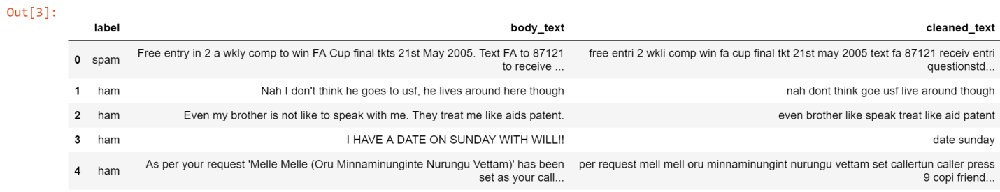 Out[3]:
label body_text cleaned_text
0 spam Free entry in 2 a wkly comp to win FA Cup final tkts 21st May 2005. Text FA to 87121 free entri 2 wkli comp win fa cup final tkt 21st may 2005 text fa 87121 receiv entri
to receive ... questionstd...
1 ham Nah I don't think he goes to usf, he lives around here though nah dont think goe usf live around though
2 ham Even my brother is not like to speak with me. They treat me like aids patent. even brother like speak treat like aid patent
3 ham I HAVE A DATE ON SUNDAY WITH WILL!! date sunday
4 ham As per your request 'Melle Melle (Oru Minnaminunginte Nurungu Vettam)' has been per request mell mell oru minnaminungint nurungu vettam set callertun caller press
set as your call... 9 copi friend...